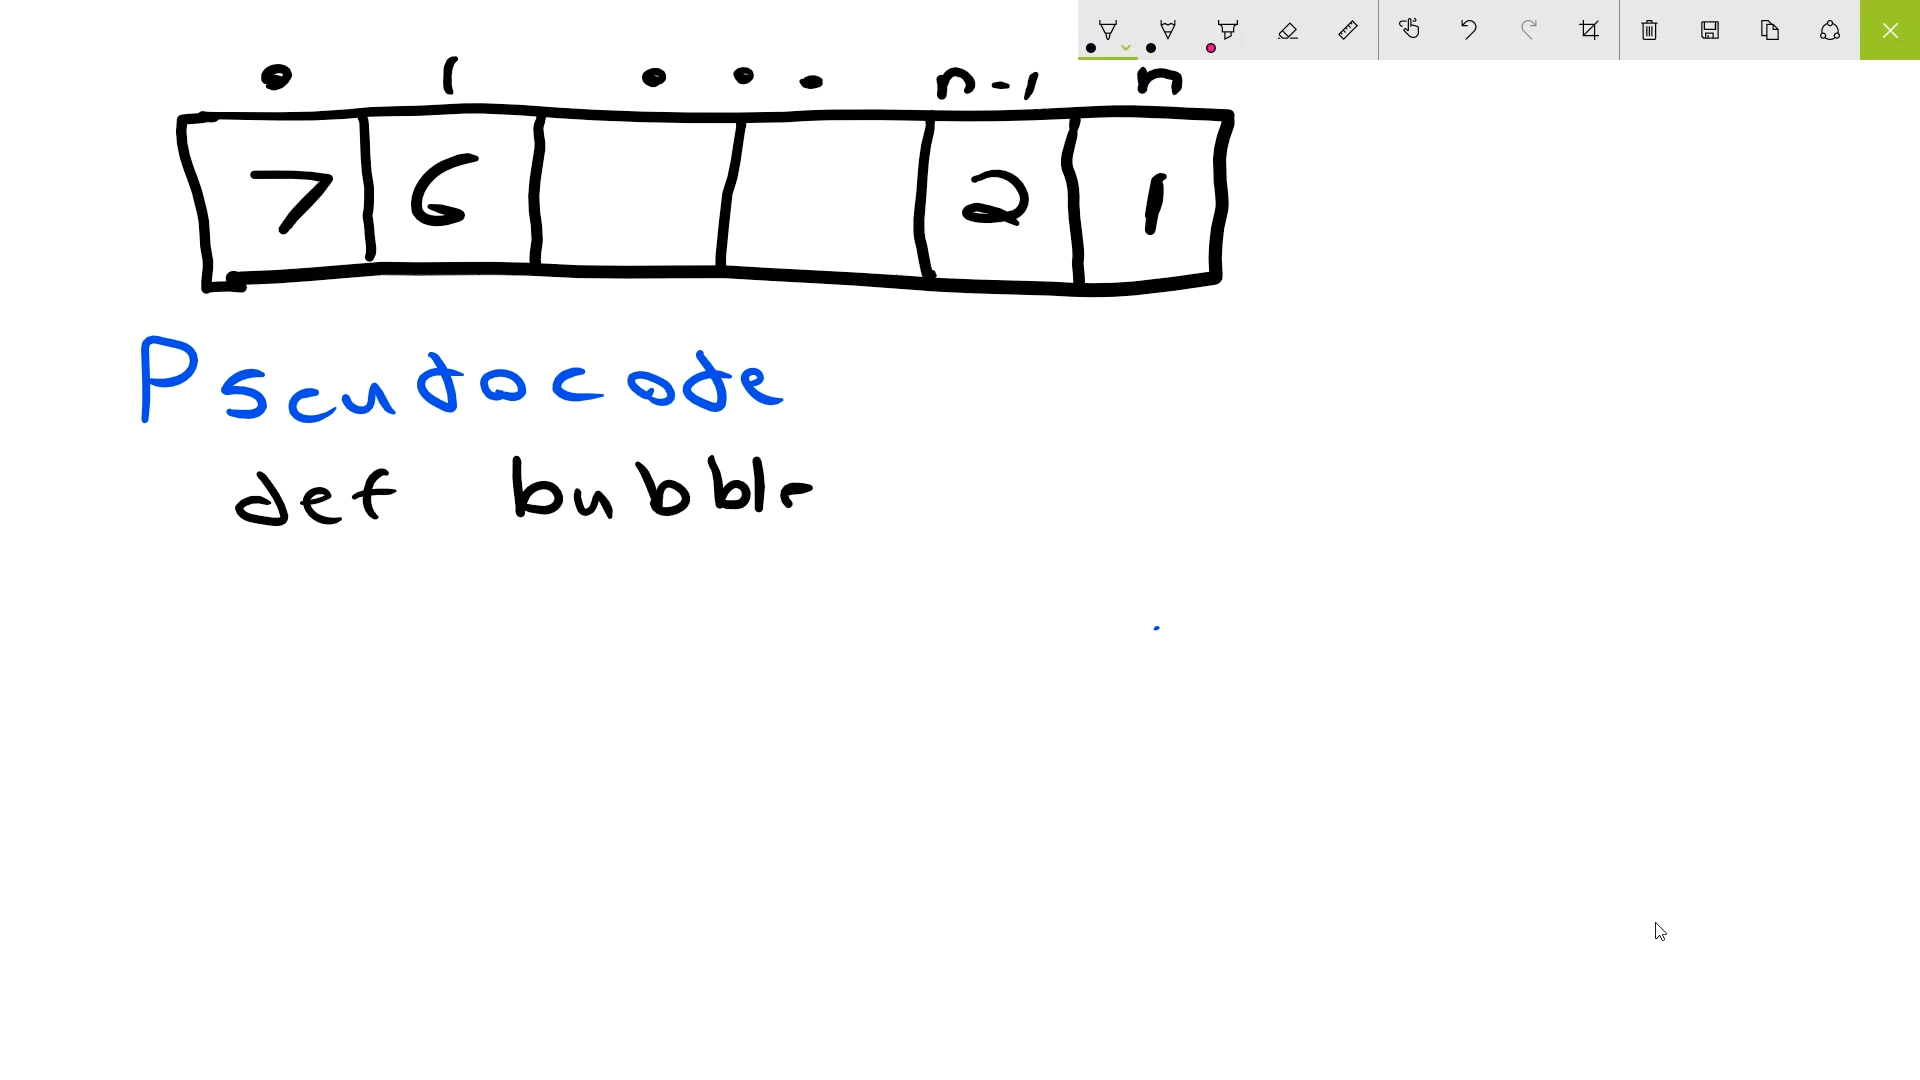 0 1 . . . n-1 n
7 6 2 1
Pseudocode
def bubble